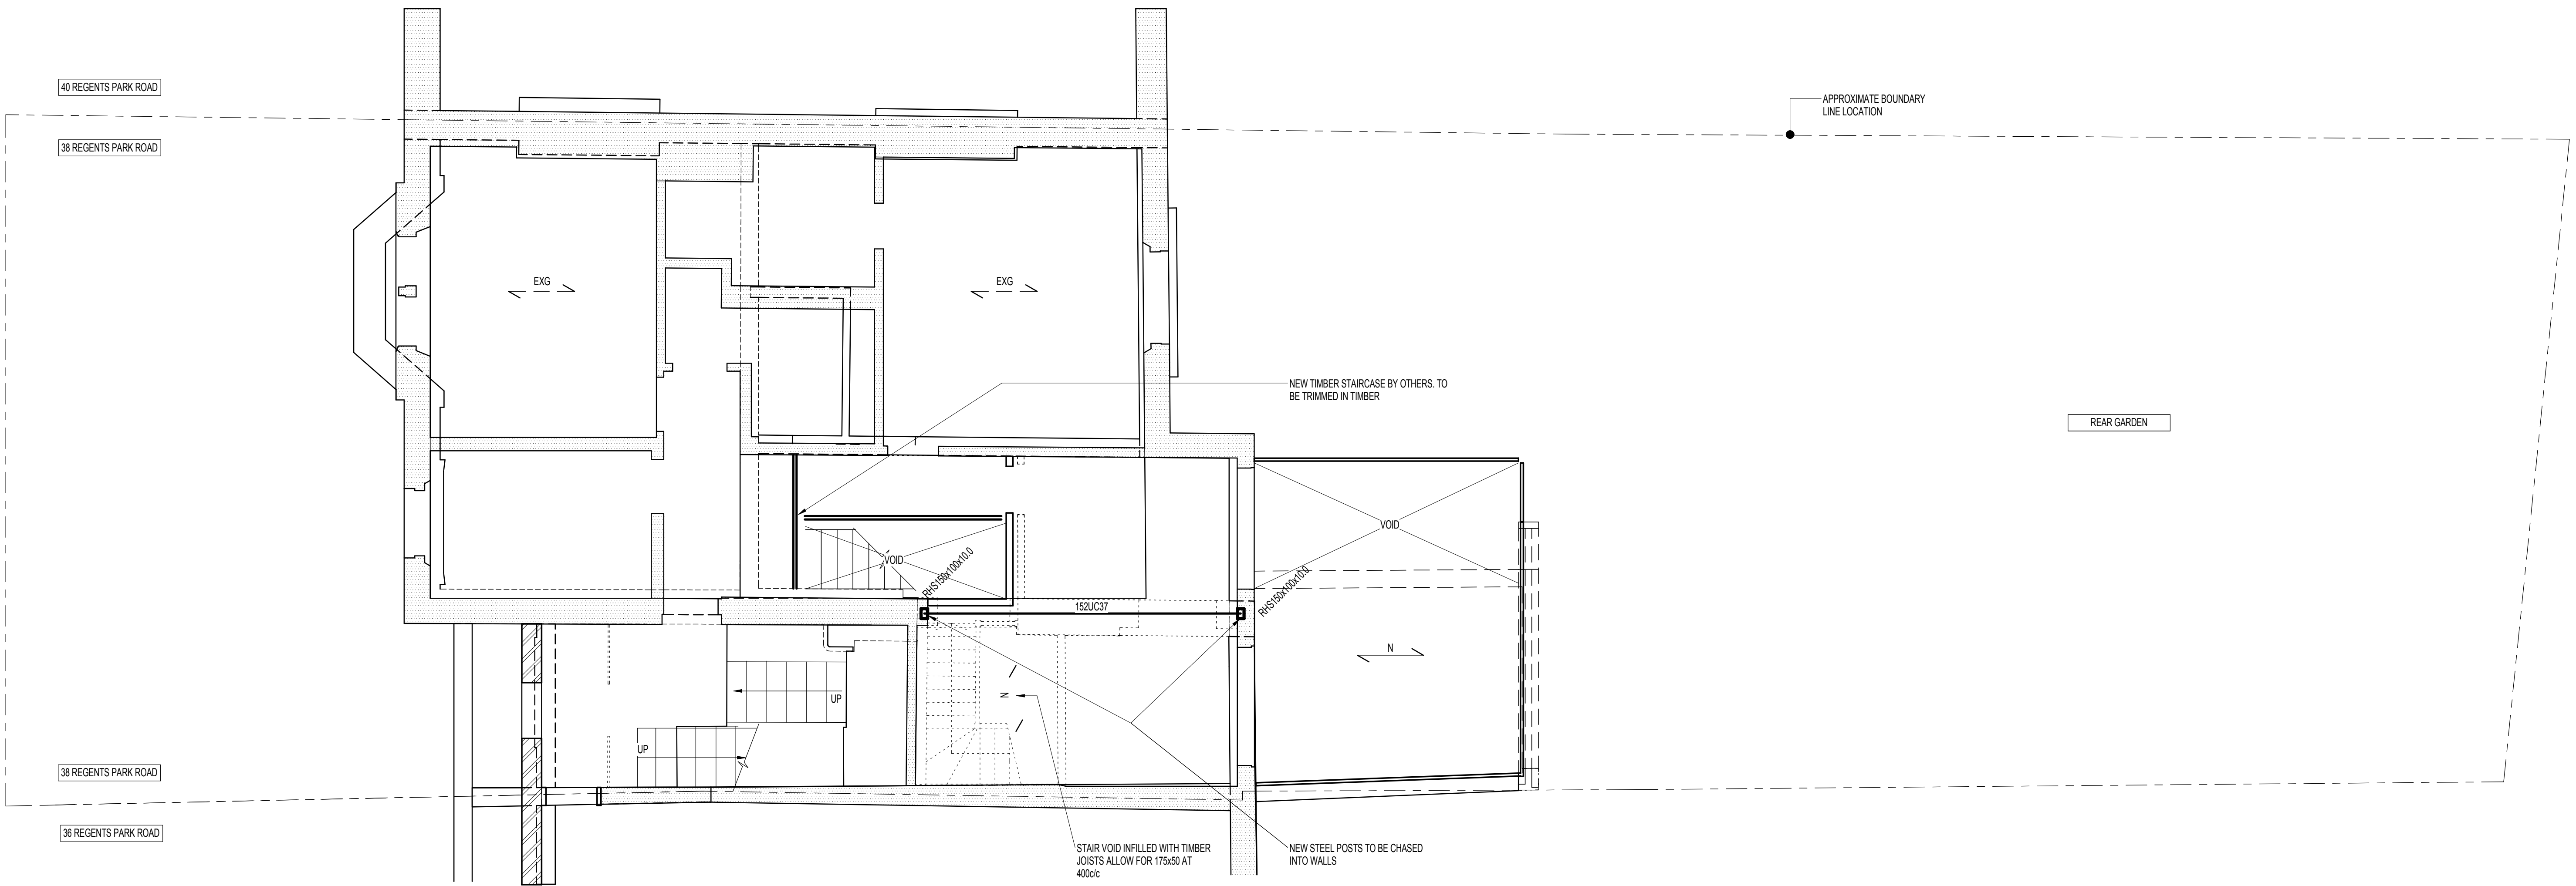 40 REGENTS PARK ROAD
APPROXIMATE BOUNDARY
LINE LOCATION
38 REGENTS PARK ROAD
EXG
EXG
NEW TIMBER STAIRCASE BY OTHERS. TO
BE TRIMMED IN TIMBER
REAR GARDEN
VOID
VOID
RHS150x100x10.0
RHS150x100x10.0
152UC37
N
N
UP
UP
38 REGENTS PARK ROAD
36 REGENTS PARK ROAD
STAIR VOID INFILLED WITH TIMBER
JOISTS ALLOW FOR 175x50 AT
400c/c
NEW STEEL POSTS TO BE CHASED
INTO WALLS